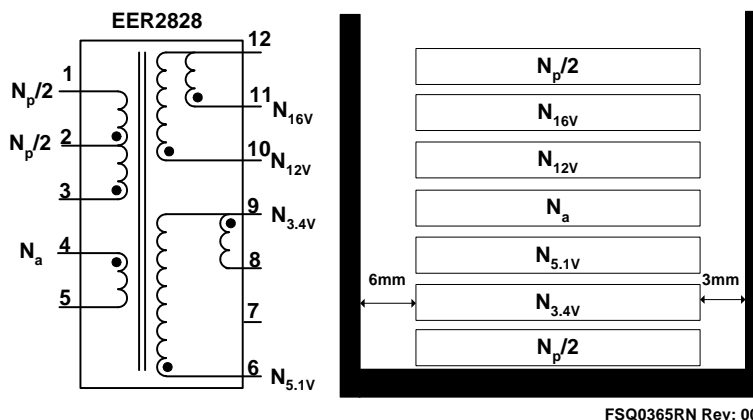 EER2828
1
N_p/2
2
N_p/2
3
4
N_a
5
12
11
N_16V
10
N_12V
9
N_3.4V
8
7
6
N_5.1V
N_p/2
N_16V
N_12V
N_a
N_5.1V
6mm
3mm
N_3.4V
N_p/2
FSQ0365RN Rev: 00